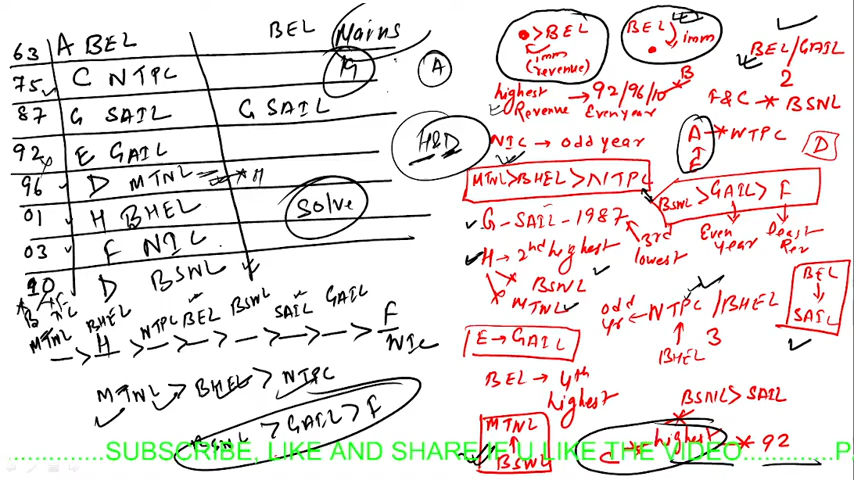 63 A BEL
BEL Mains
75 C NTPC
G A
87 G SAIL G SAIL
92 E GAIL
H&D
96 D MTNL H
01 H BHEL
Solve
03 F NIC
10 D BSNL
MTNL BHEL NTPC BEL BSNL SAIL GAIL F
H > > > > > > NIC
MTNL > BHEL > NTPC
BSNL > GAIL > F
> BEL
imm
(revenue)
BEL
imm
BEL/GAIL
2
highest
Revenue → 92/96/10 B
Even year
F&C BSNL
NIC → odd year
A NTPC
E
D
MTNL > BHEL > NTPC
BSNL > GAIL > F
Even
year
least
Rev
G - SAIL - 1987
3rd
lowest
H → 2nd highest
BSNL
MTNL
odd
yr ← NTPC / BHEL
BHEL 3
BEL
↓
SAIL
E → GAIL
BEL → 4th
highest
BSNL > SAIL
MTNL
↑
BSNL
C highest 92
SUBSCRIBE, LIKE AND SHARE IF U LIKE THE VIDEO